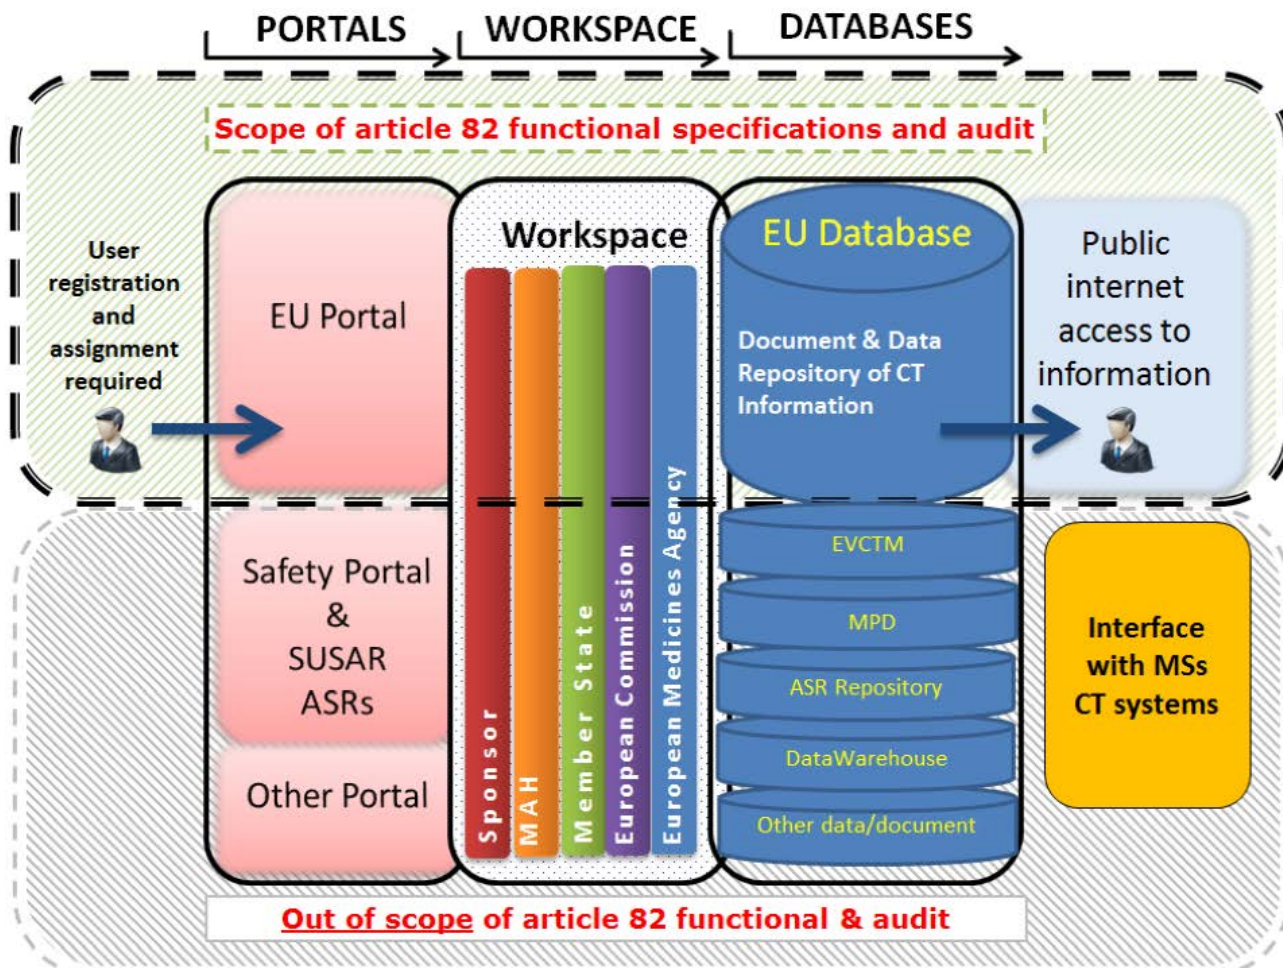 PORTALS
WORKSPACE
DATABASES
Scope of article 82 functional specifications and audit
User
registration
and
assignment
required
EU Portal
Safety Portal
&
SUSAR
ASRs
Other Portal
Workspace
Sponsor
MAH
Member State
European Commission
European Medicines Agency
EU Database
Document & Data
Repository of CT
Information
EVCTM
MPD
ASR Repository
DataWarehouse
Other data/document
Public
internet
access to
information
Interface
with MSs
CT systems
Out of scope of article 82 functional & audit